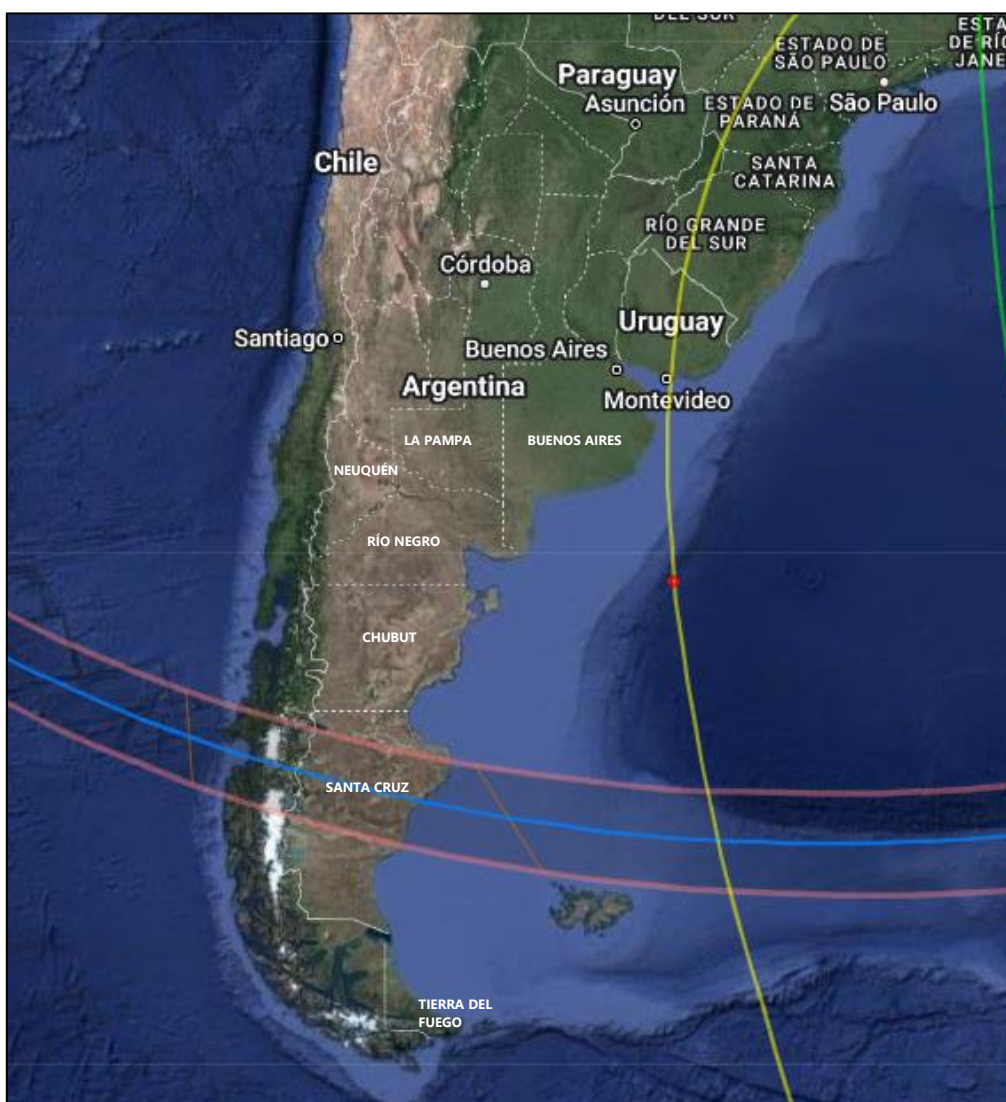 DEL SUR
ESTA
DE RÍO
JANE
ESTADO DE
SÃO PAULO
Paraguay
Asunción
ESTADO DE
PARANÁ
São Paulo
Chile
SANTA
CATARINA
RÍO GRANDE
DEL SUR
Córdoba
Uruguay
Santiago
Buenos Aires
Argentina
Montevideo
LA PAMPA
BUENOS AIRES
NEUQUÉN
RÍO NEGRO
CHUBUT
SANTA CRUZ
TIERRA DEL
FUEGO